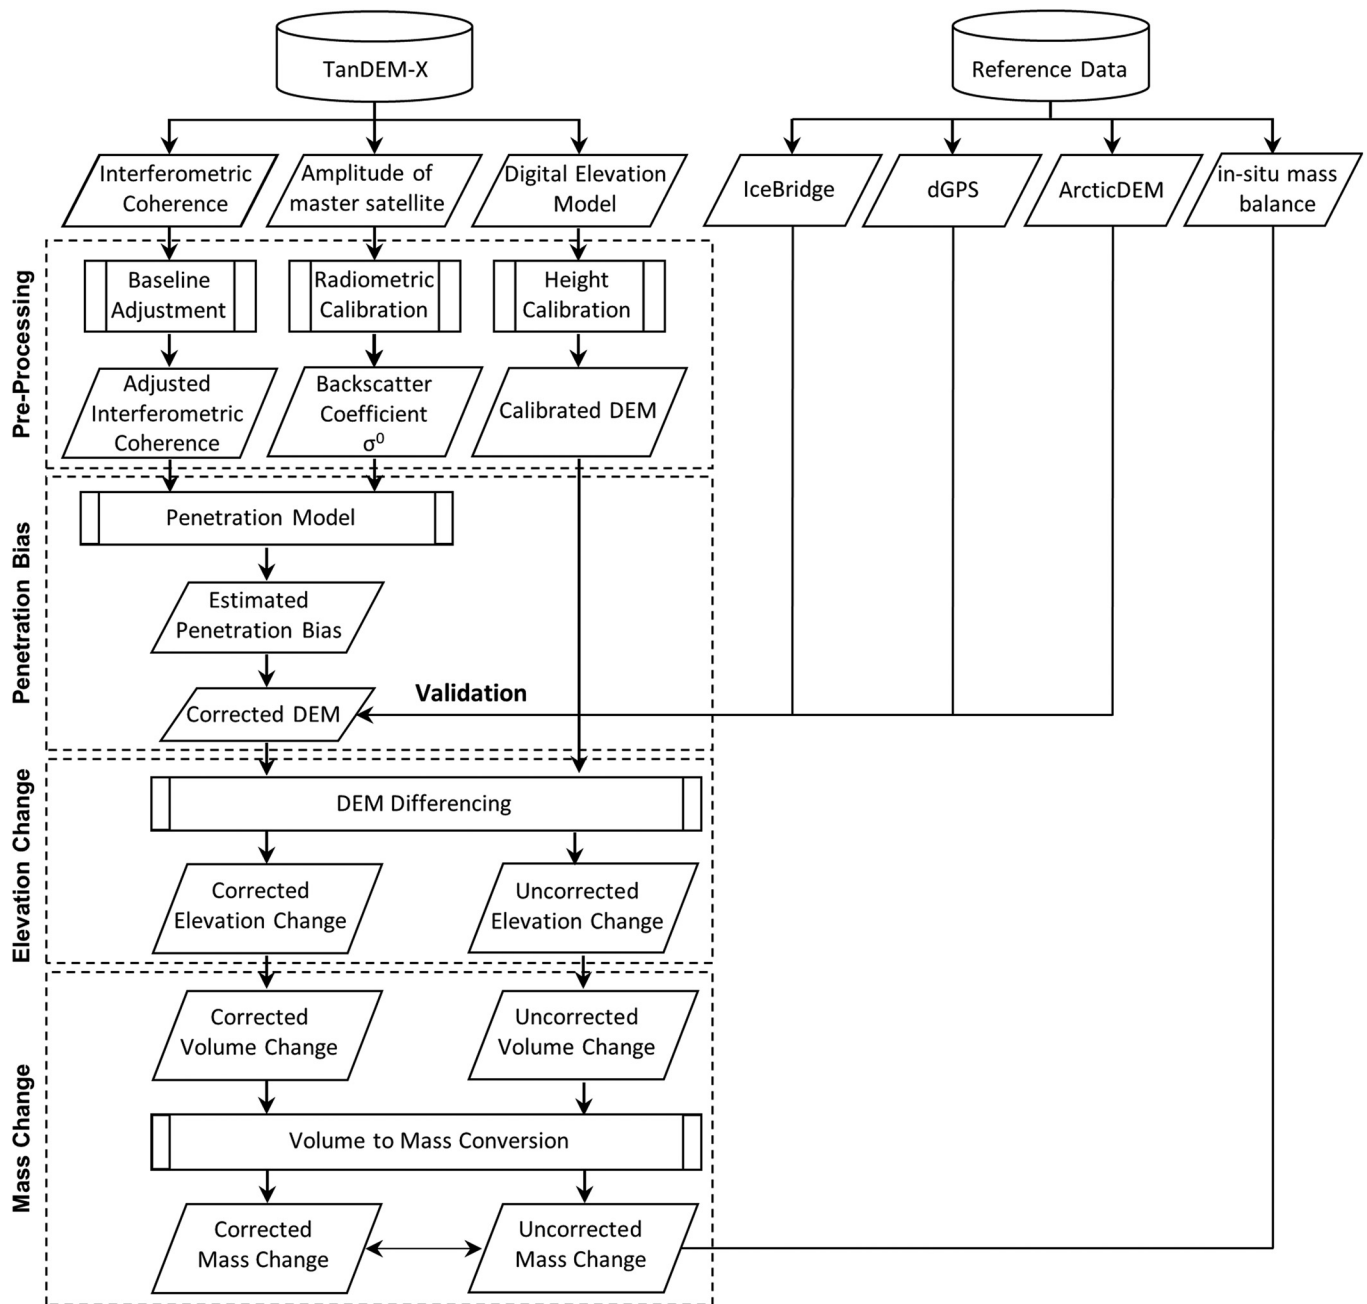 TanDEM-X
Reference Data
Interferometric
Coherence
Amplitude of
master satellite
Digital Elevation
Model
IceBridge
dGPS
ArcticDEM
in-situ mass
balance
Pre-Processing
Baseline
Adjustment
Radiometric
Calibration
Height
Calibration
Adjusted
Interferometric
Coherence
Backscatter
Coefficient
σ⁰
Calibrated DEM
Penetration Bias
Penetration Model
Estimated
Penetration Bias
Corrected DEM
Validation
Elevation Change
DEM Differencing
Corrected
Elevation Change
Uncorrected
Elevation Change
Mass Change
Corrected
Volume Change
Uncorrected
Volume Change
Volume to Mass Conversion
Corrected
Mass Change
Uncorrected
Mass Change